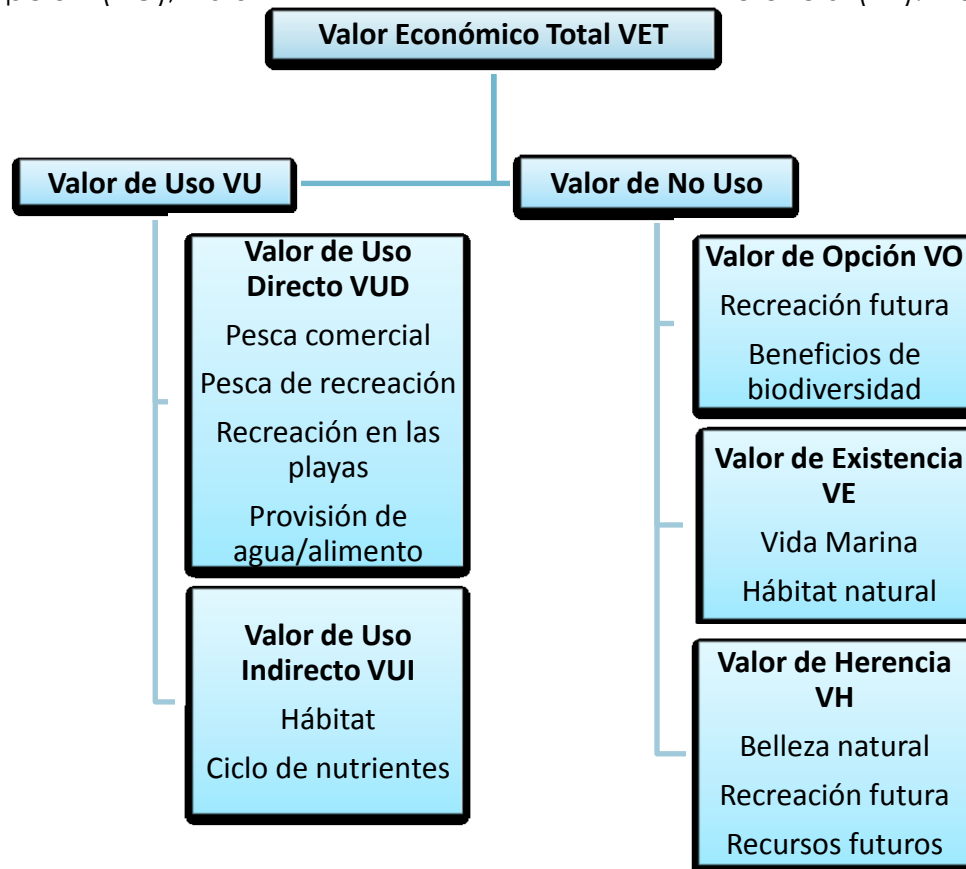 Valor Económico Total VET
Valor de Uso VU
Valor de No Uso
Valor de Uso
Directo VUD
Pesca comercial
Pesca de recreación
Recreación en las
playas
Provisión de
agua/alimento
Valor de Uso
Indirecto VUI
Hábitat
Ciclo de nutrientes
Valor de Opción VO
Recreación futura
Beneficios de
biodiversidad
Valor de Existencia
VE
Vida Marina
Hábitat natural
Valor de Herencia
VH
Belleza natural
Recreación futura
Recursos futuros